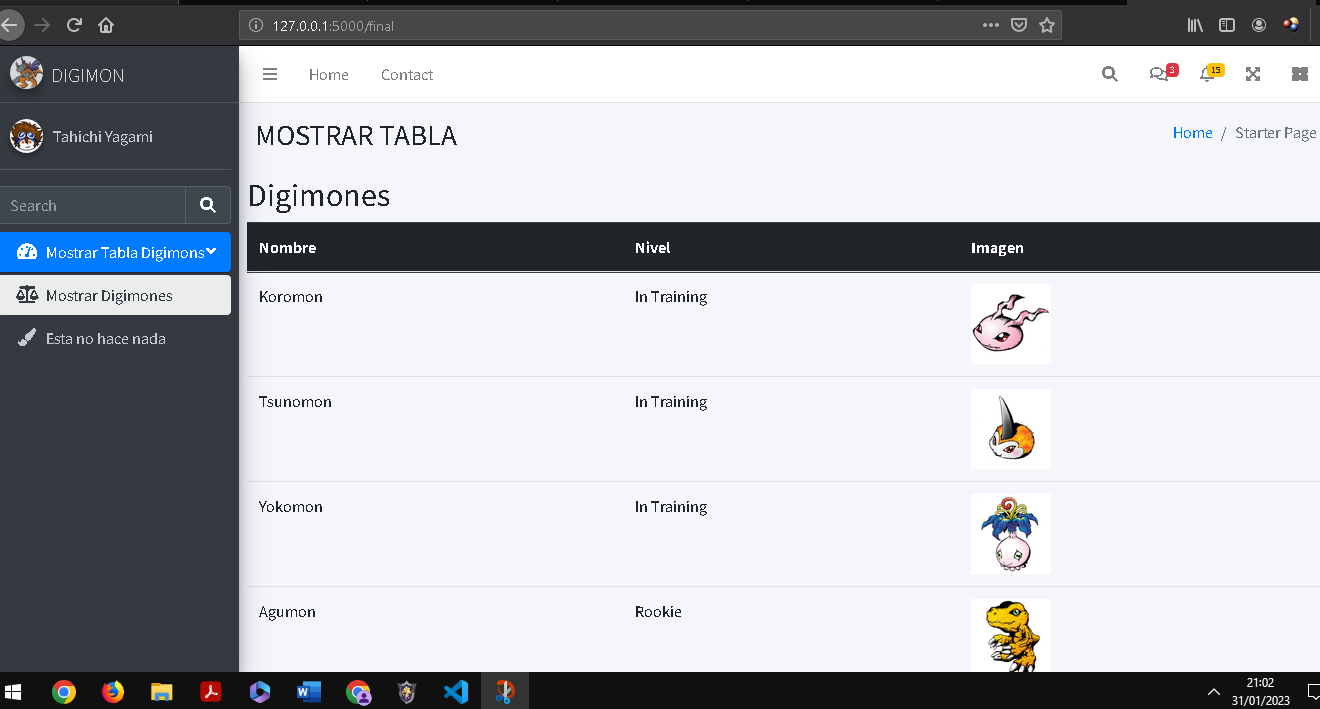 127.0.0.1:5000/final
DIGIMON
Home
Contact
3
15
Tahichi Yagami
MOSTRAR TABLA
Home / Starter Page
Search
Digimones
Mostrar Tabla Digimons
Mostrar Digimones
Esta no hace nada
Nombre
Nivel
Imagen
Koromon
In Training
Tsunomon
In Training
Yokomon
In Training
Agumon
Rookie
21:02
31/01/2023